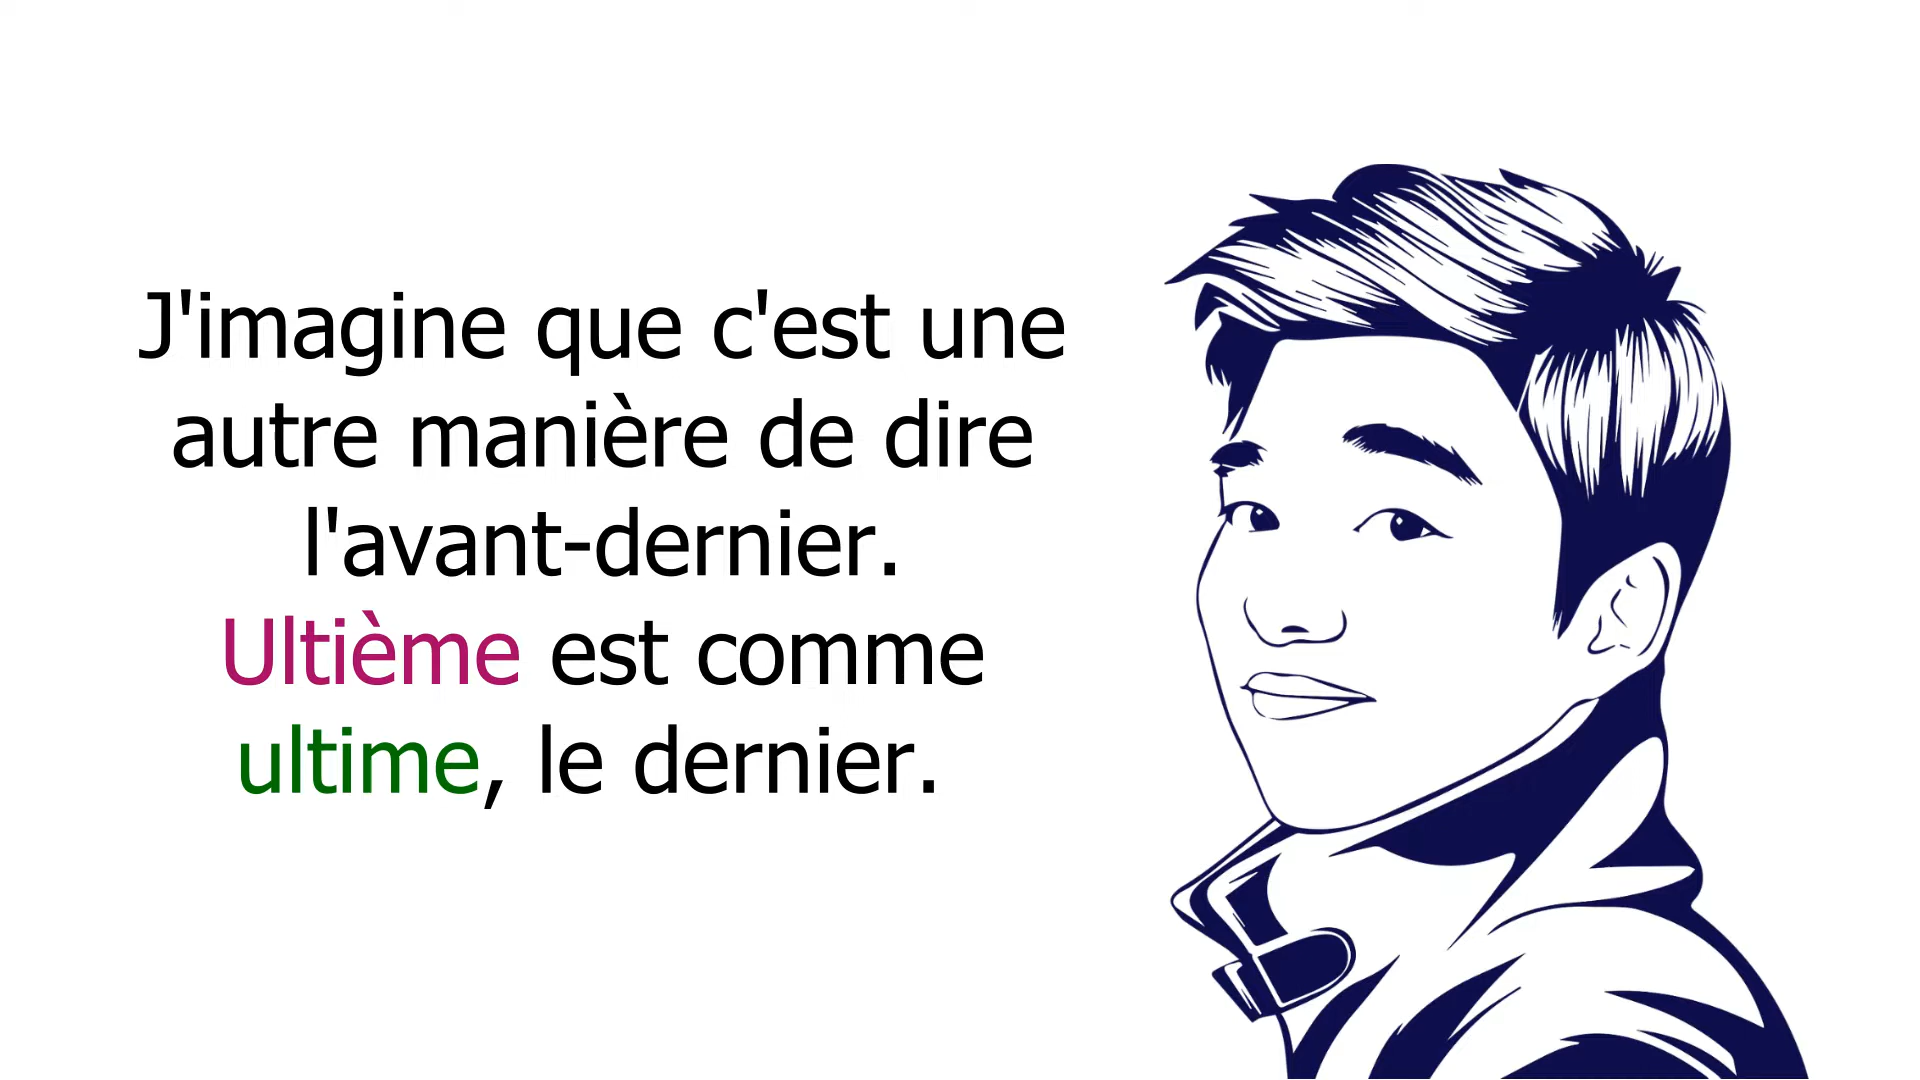 J'imagine que c'est une
autre manière de dire
l'avant-dernier.
Ultième est comme
ultime, le dernier.